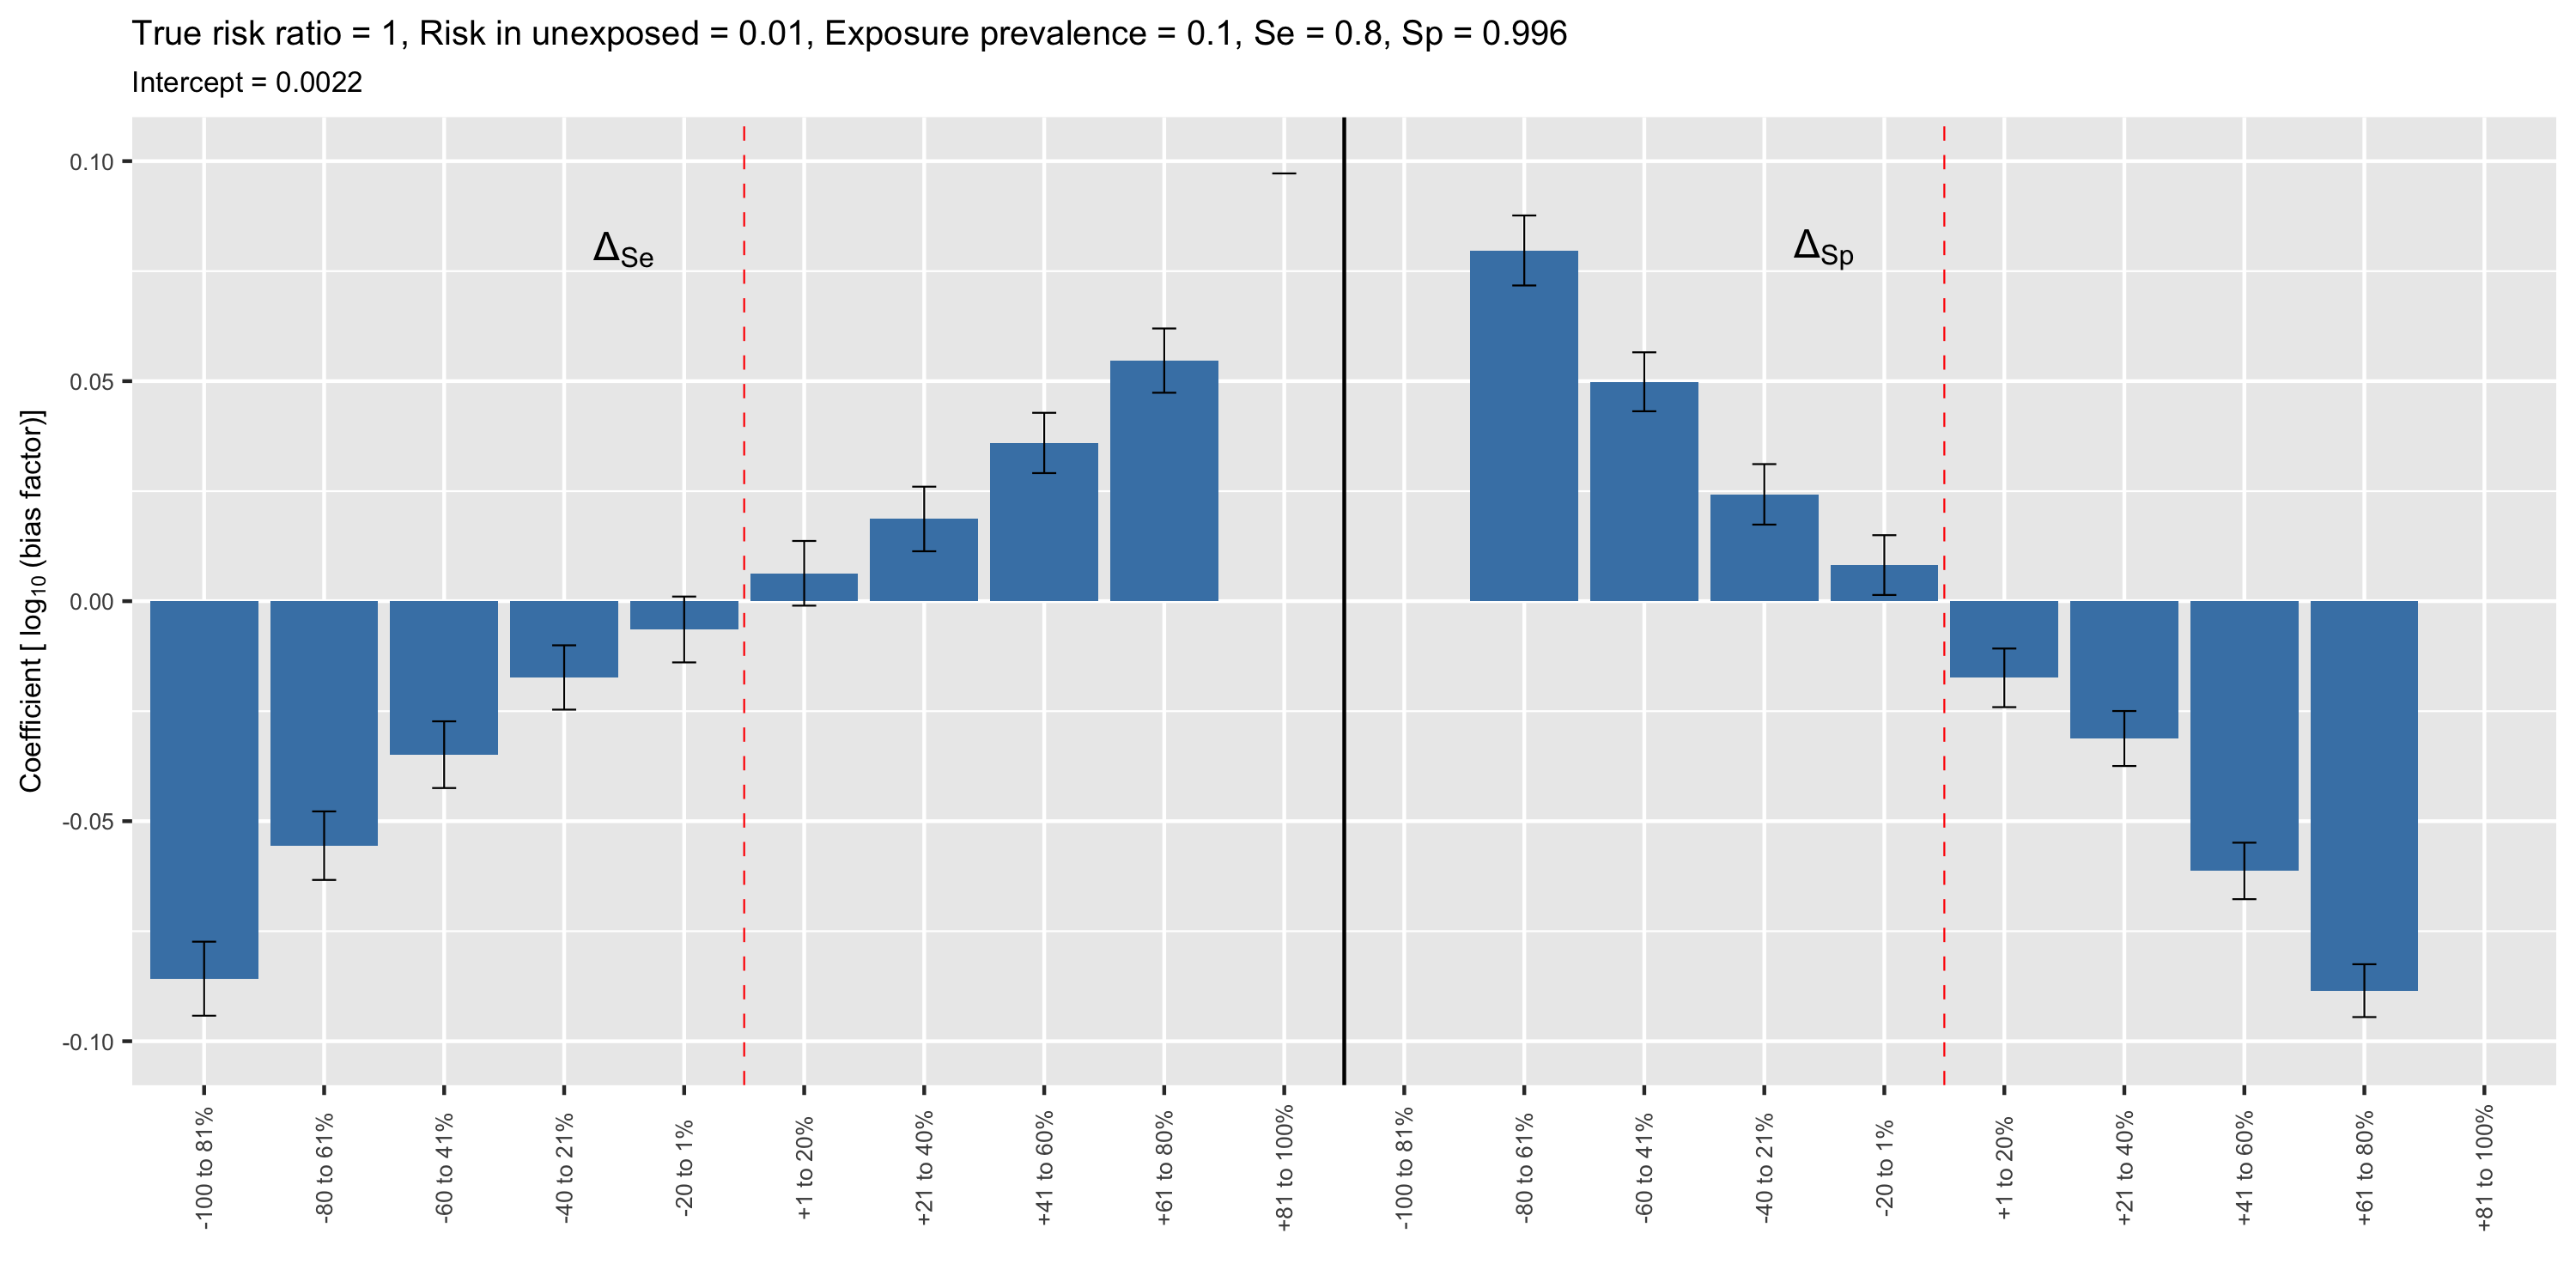 True risk ratio = 1, Risk in unexposed = 0.01, Exposure prevalence = 0.1, Se = 0.8, Sp = 0.996
Intercept = 0.0022
Coefficient [ log10 (bias factor)]
0.10
0.05
0.00
-0.05
-0.10
ΔSe
ΔSp
-100 to 81%
-80 to 61%
-60 to 41%
-40 to 21%
-20 to 1%
+1 to 20%
+21 to 40%
+41 to 60%
+61 to 80%
+81 to 100%
-100 to 81%
-80 to 61%
-60 to 41%
-40 to 21%
-20 to 1%
+1 to 20%
+21 to 40%
+41 to 60%
+61 to 80%
+81 to 100%